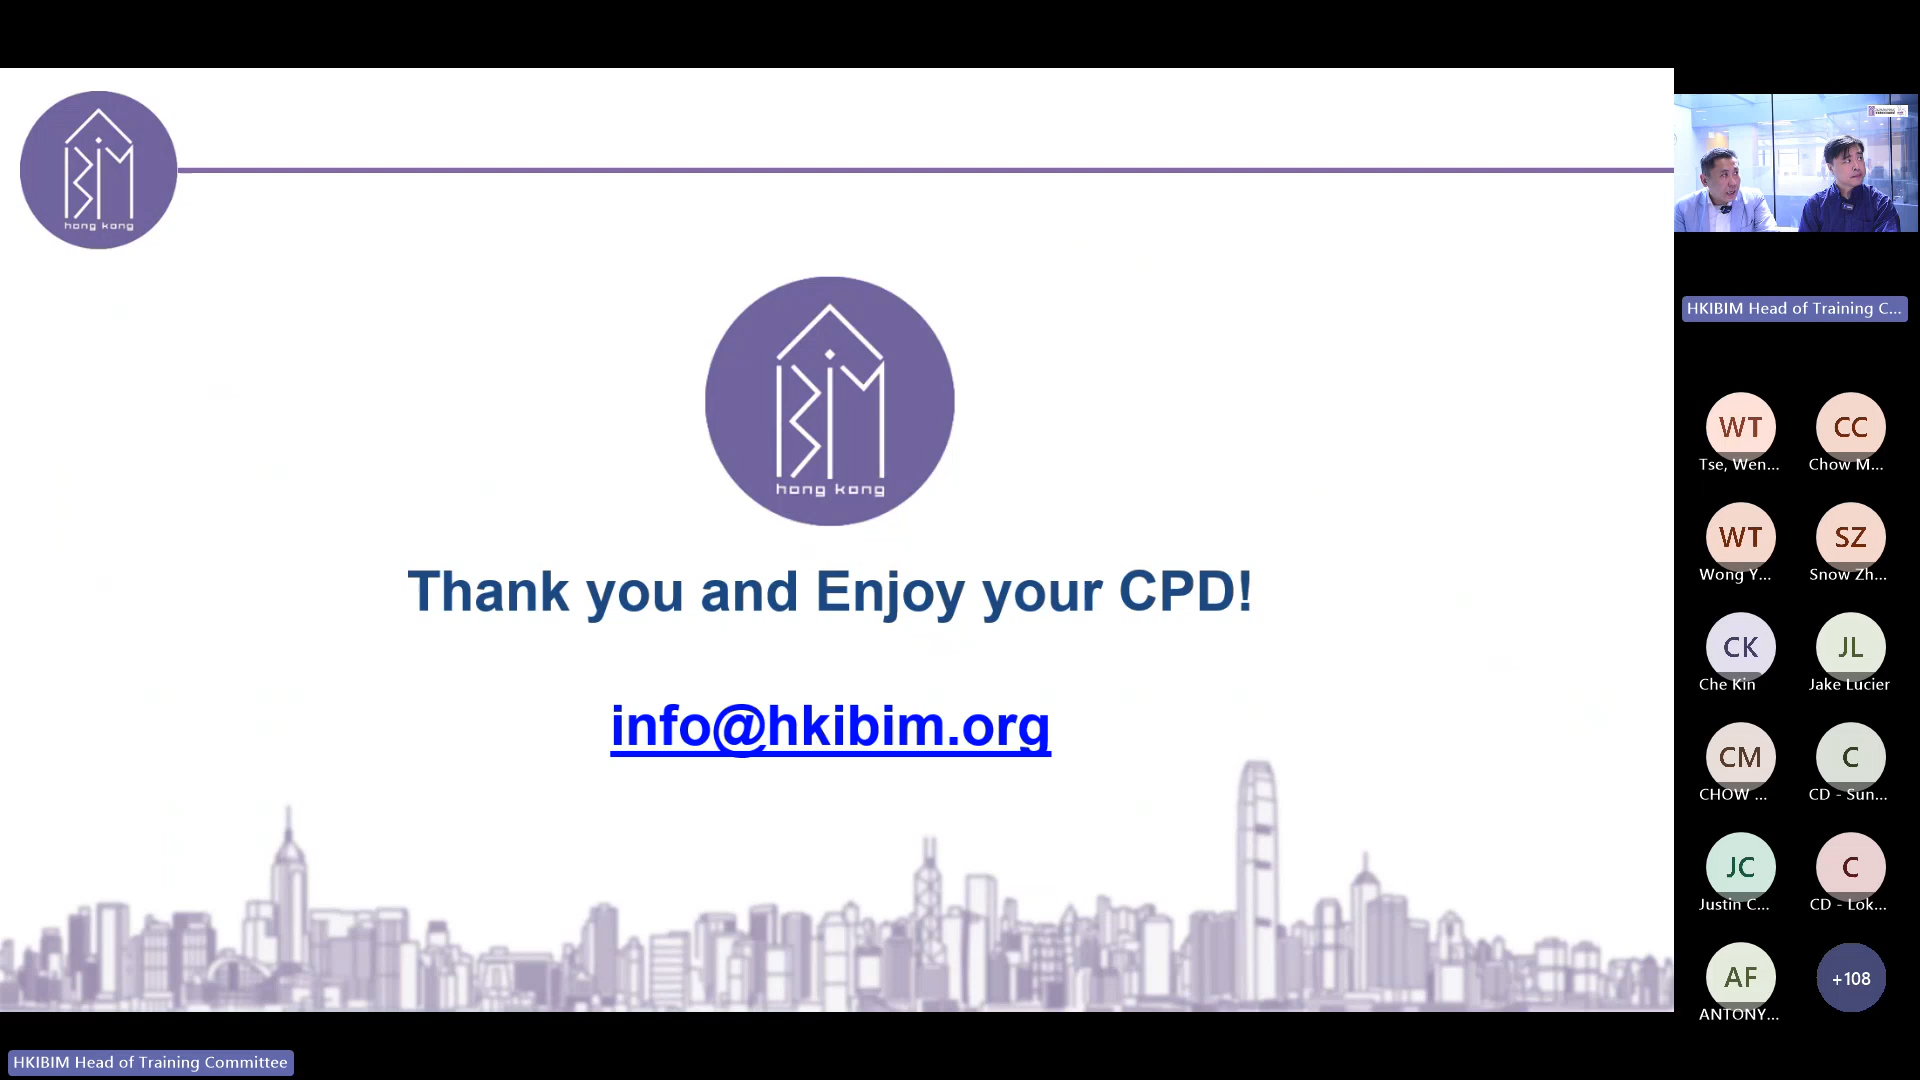 BIM
hong kong
BIM
hong kong
Thank you and Enjoy your CPD!
info@hkibim.org
HKIBIM Head of Training C...
WT
Tse, Wen...
CC
Chow M...
WT
Wong Y...
SZ
Snow Zh...
CK
Che Kin
JL
Jake Lucier
CM
CHOW ...
C
CD - Sun...
JC
Justin C...
C
CD - Lok...
AF
ANTONY...
+108
HKIBIM Head of Training Committee